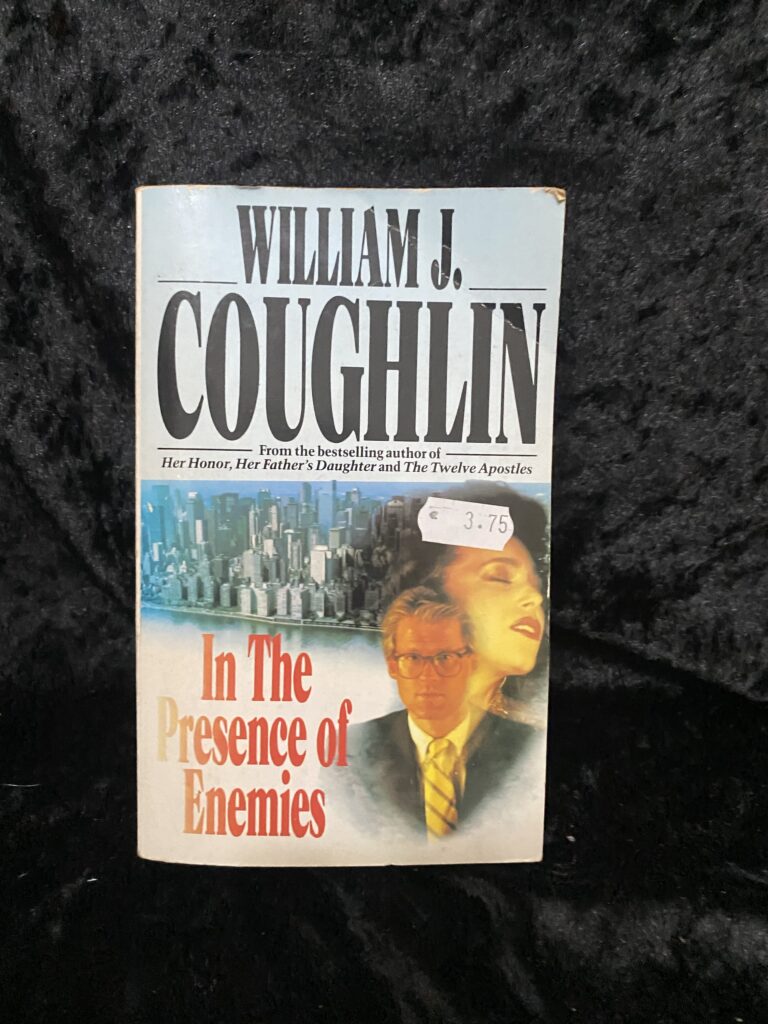 WILLIAM J.
COUGHLIN
From the bestselling author of
Her Honor, Her Father's Daughter and The Twelve Apostles
€ 3.75
In The
Presence of
Enemies